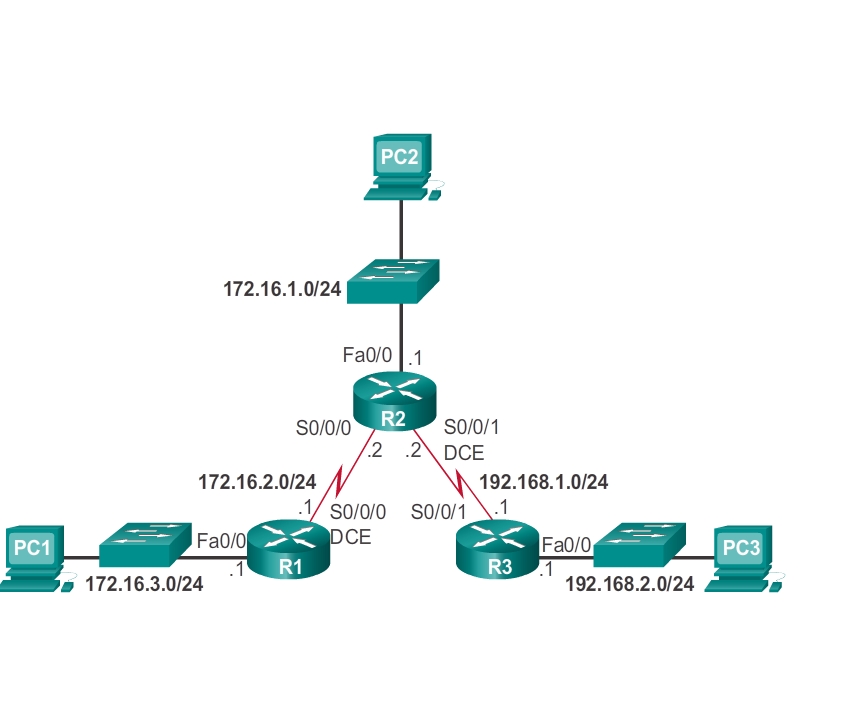 PC2
172.16.1.0/24
Fa0/0
.1
R2
S0/0/0
S0/0/1
DCE
.2
.2
172.16.2.0/24
192.168.1.0/24
.1
S0/0/0
DCE
S0/0/1
.1
PC1
Fa0/0
.1
R1
172.16.3.0/24
R3
Fa0/0
.1
PC3
192.168.2.0/24